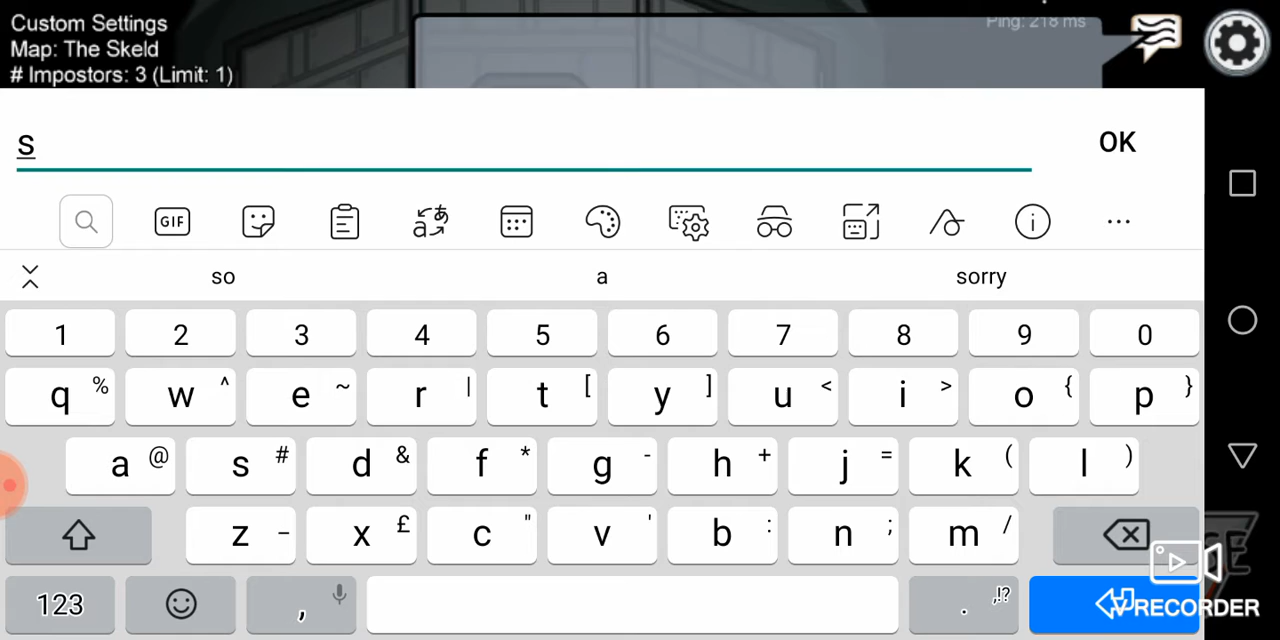 Custom Settings
Ping: 218 ms
Map: The Skeld
# Impostors: 3 (Limit: 1)
s
OK
GIF
so a sorry
1 2 3 4 5 6 7 8 9 0
q % w ^ e ~ r | t [ y ] u < i > o { p }
a @ s # d & f * g - h + j = k ( l )
z _ x £ c " v ' b : n ; m /
123 , . ,!?
VRECORDER